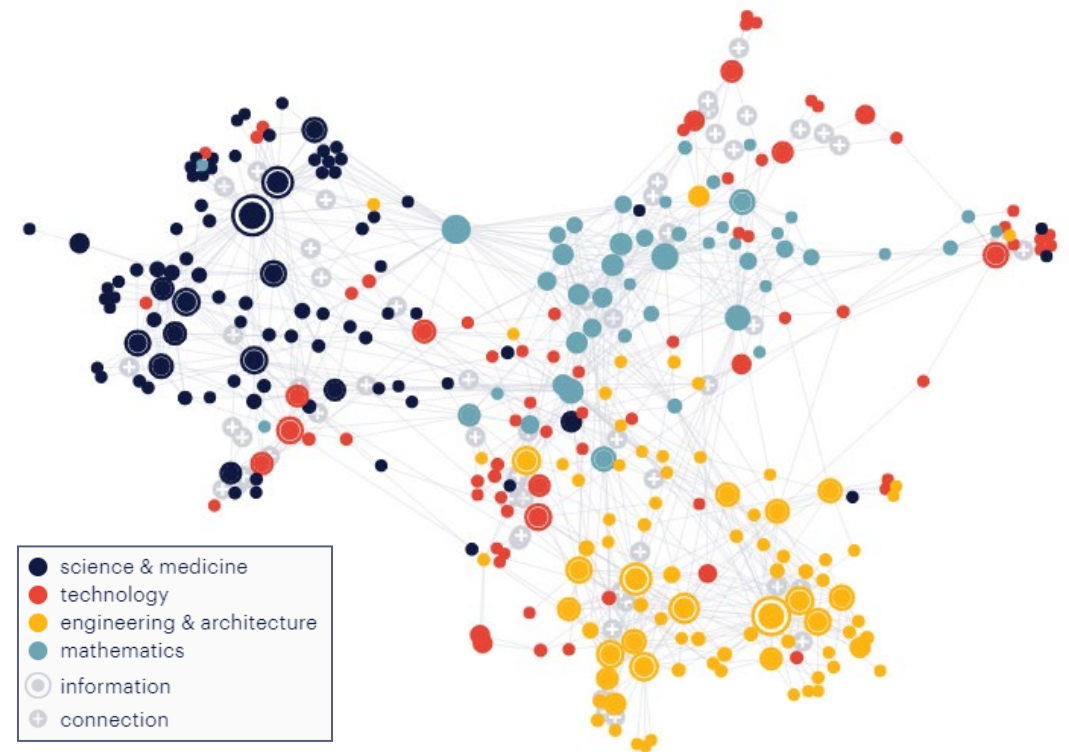 science & medicine
technology
engineering & architecture
mathematics
information
connection